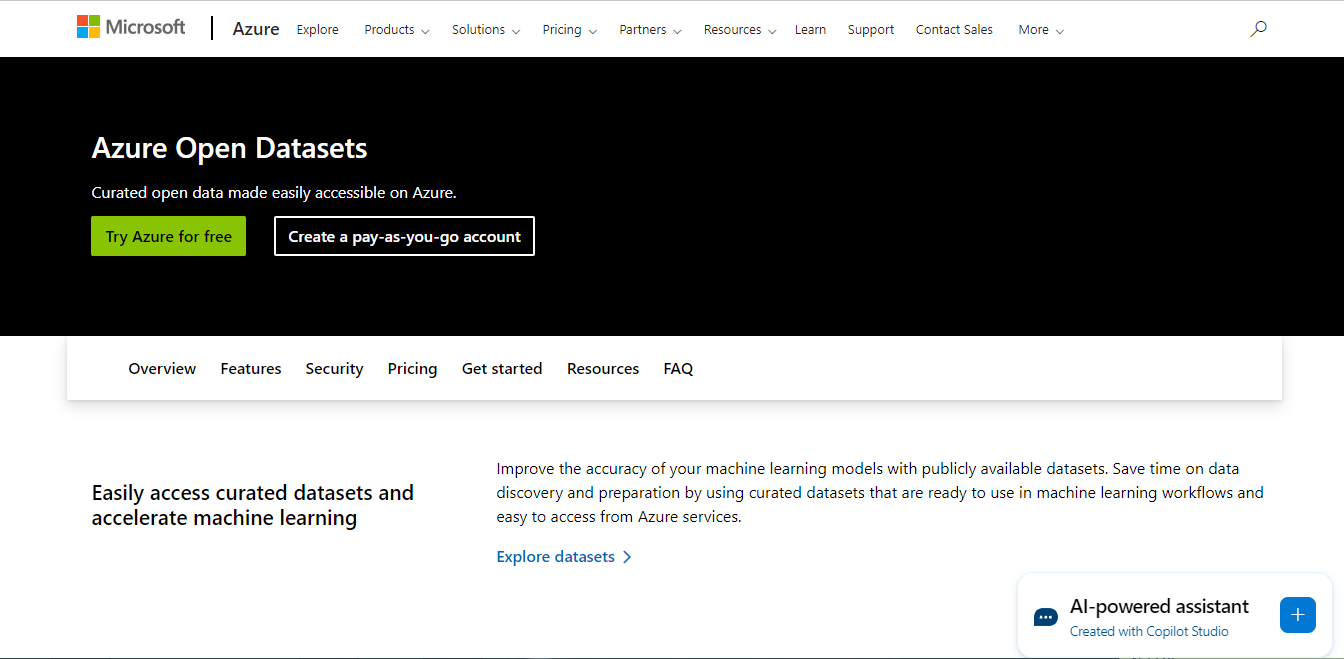 Microsoft | Azure Explore Products Solutions Pricing Partners Resources Learn Support Contact Sales More
Azure Open Datasets
Curated open data made easily accessible on Azure.
Try Azure for free Create a pay-as-you-go account
Overview Features Security Pricing Get started Resources FAQ
Easily access curated datasets and
accelerate machine learning
Improve the accuracy of your machine learning models with publicly available datasets. Save time on data
discovery and preparation by using curated datasets that are ready to use in machine learning workflows and
easy to access from Azure services.
Explore datasets
AI-powered assistant
Created with Copilot Studio